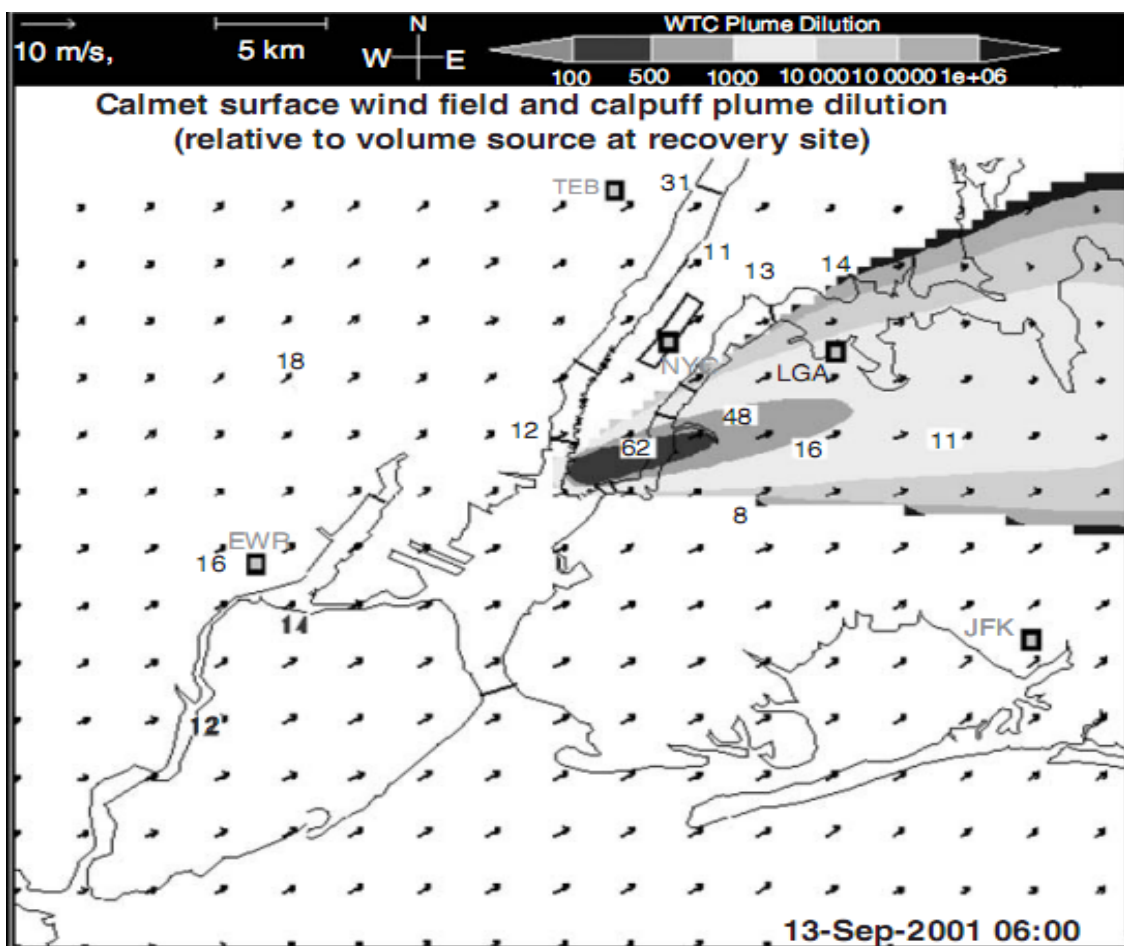 10 m/s,
5 km
N
W E
WTC Plume Dilution
100 500 1000 10 000 10 0000 1e+06
Calmet surface wind field and calpuff plume dilution
(relative to volume source at recovery site)
TEB
31
11
13
14
18
NYC
LGA
12
62
48
16
11
8
EWR
16
14
JFK
12
13-Sep-2001 06:00